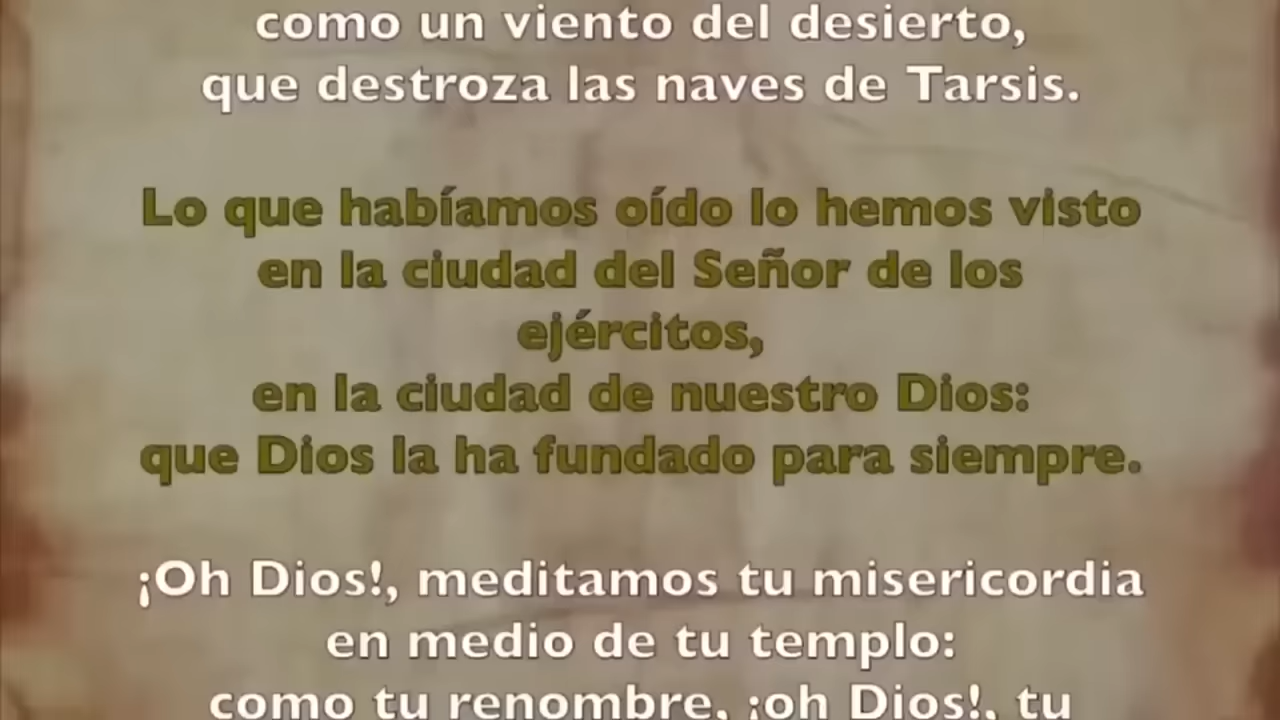 como un viento del desierto,
que destroza las naves de Tarsis.
Lo que habíamos oído lo hemos visto
en la ciudad del Señor de los
ejércitos,
en la ciudad de nuestro Dios:
que Dios la ha fundado para siempre.
¡Oh Dios!, meditamos tu misericordia
en medio de tu templo:
como tu renombre, ¡oh Dios!, tu